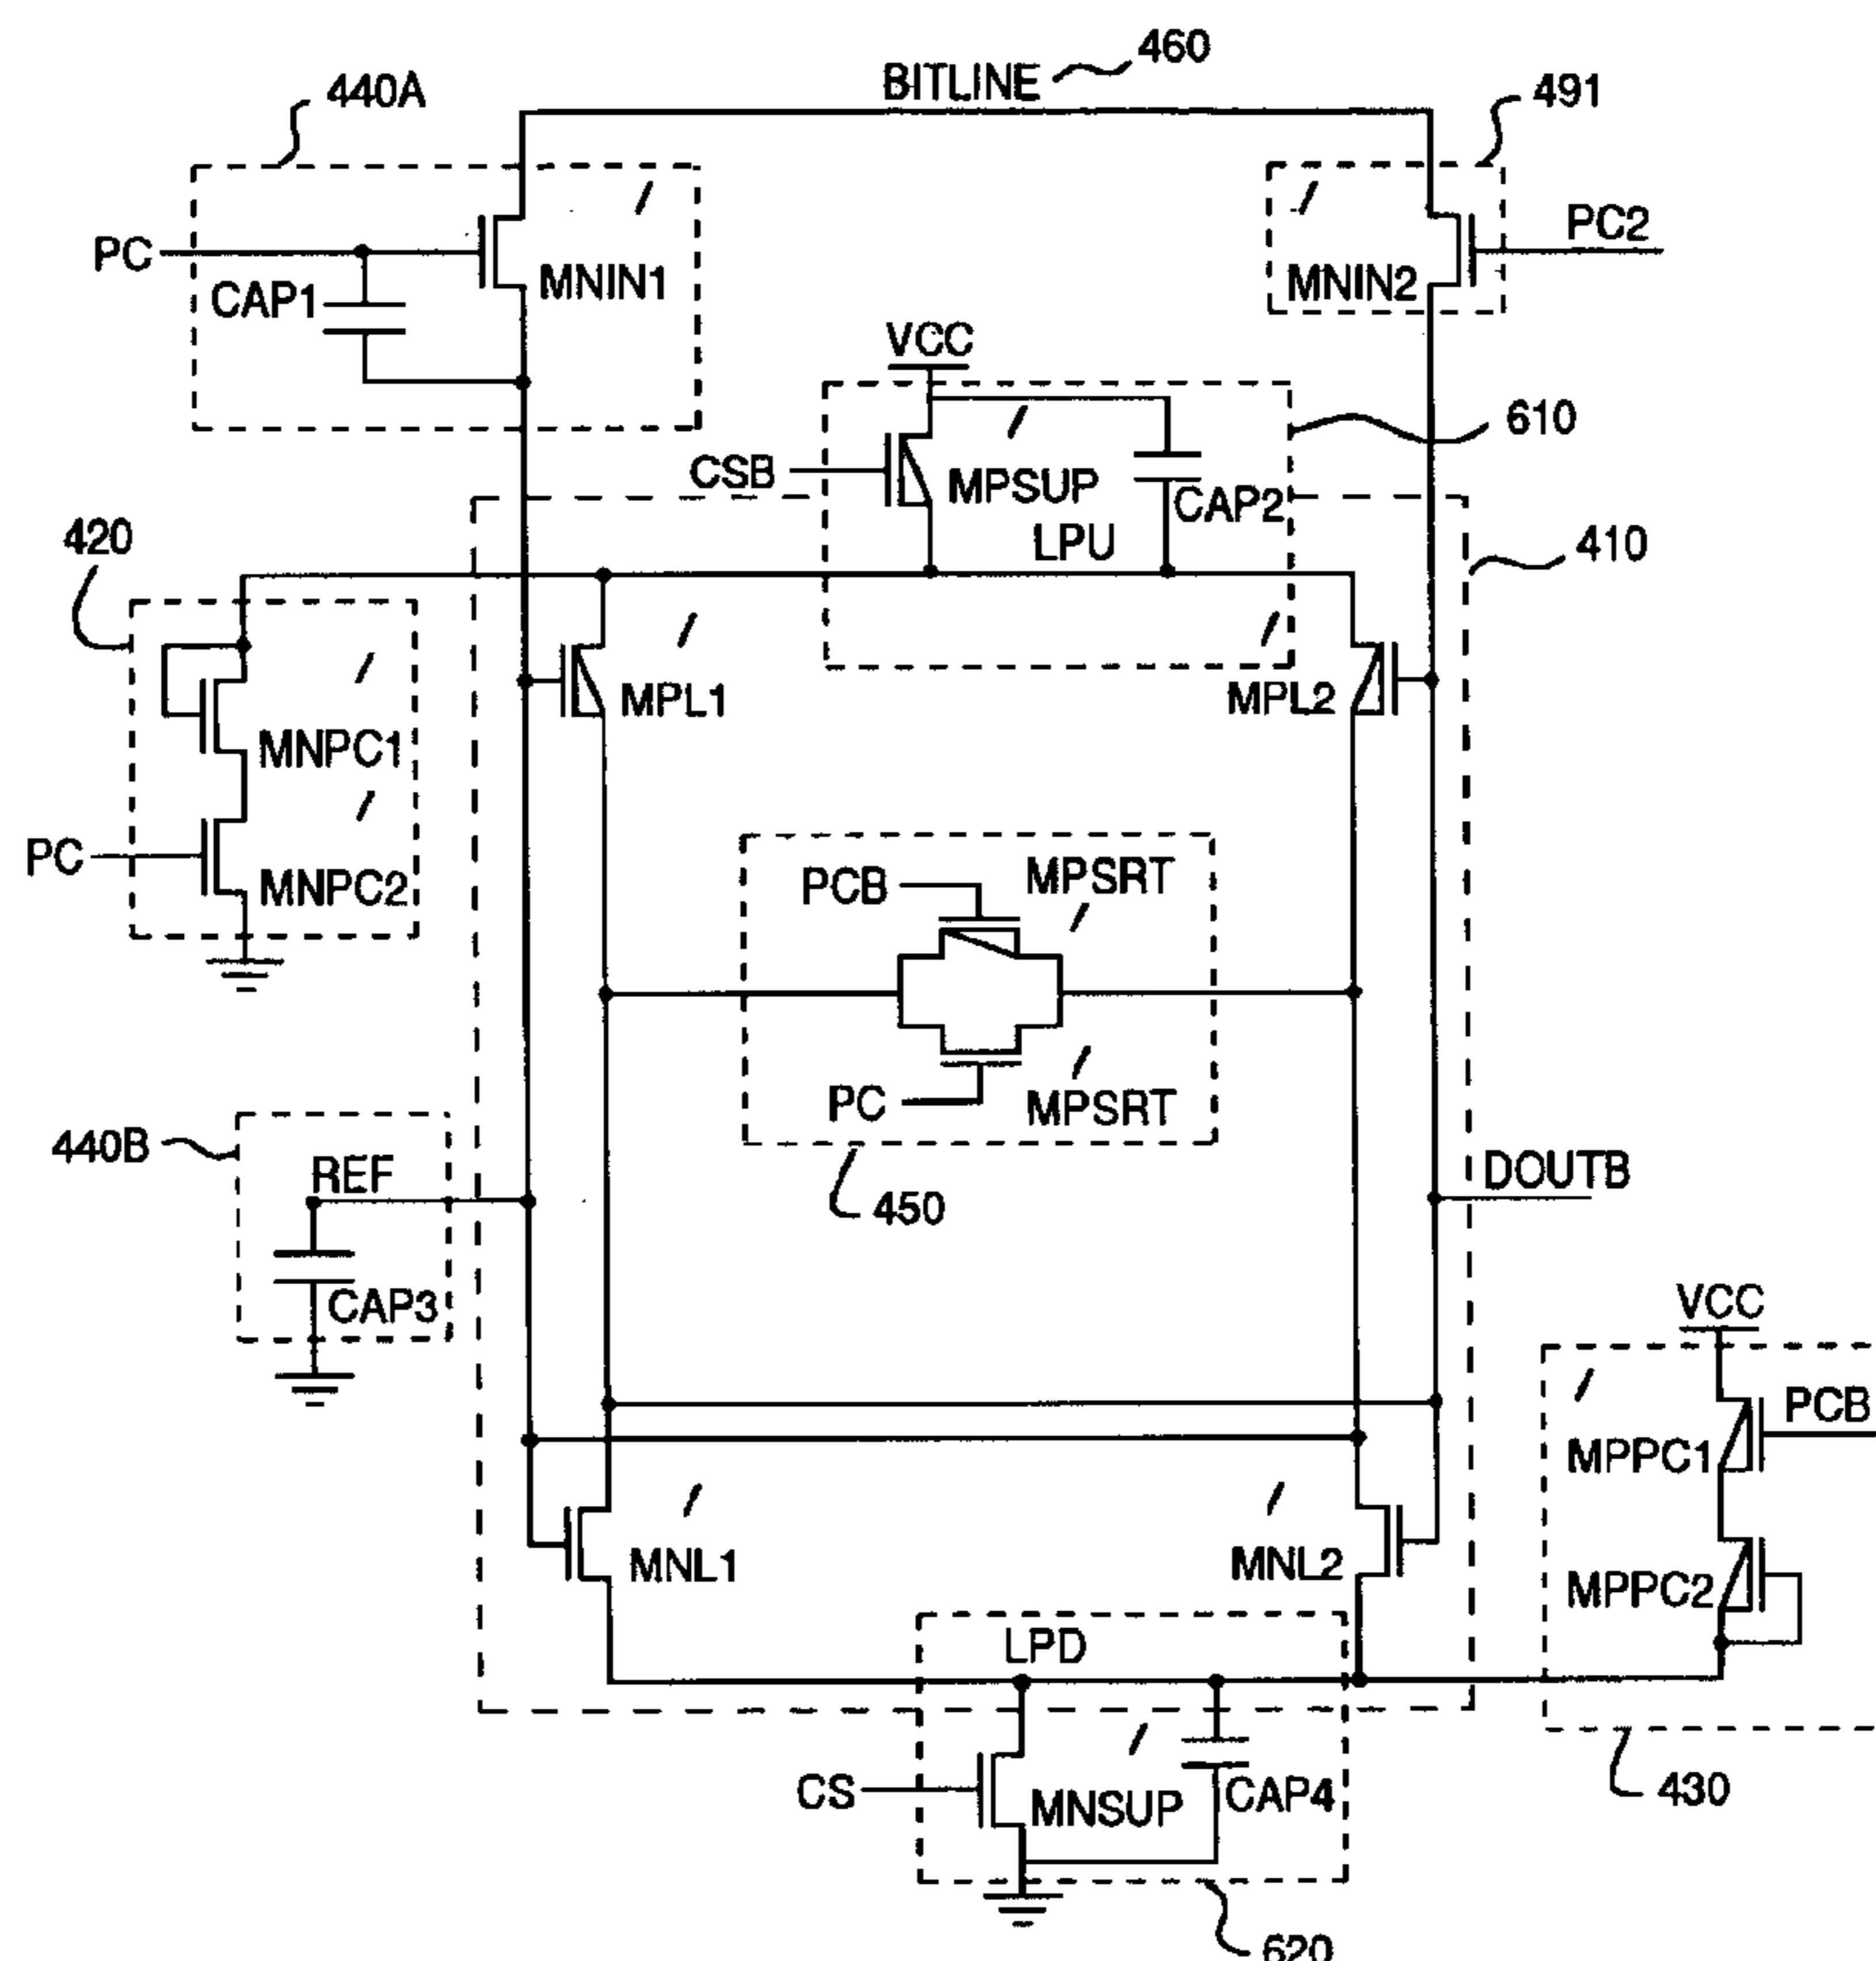 460
BITLINE
440A
491
PC
PC2
CAP1
MNIN1
MNIN2
VCC
610
CSB
MPSUP
CAP2
420
LPU
410
MPL1
MPL2
MNPC1
PC
MNPC2
PCB
MPSRT
PC
MPSRT
440B
REF
DOUTB
450
CAP3
VCC
PCB
MPPC1
MNL1
MNL2
MPPC2
LPD
CS
MNSUP
CAP4
430
620